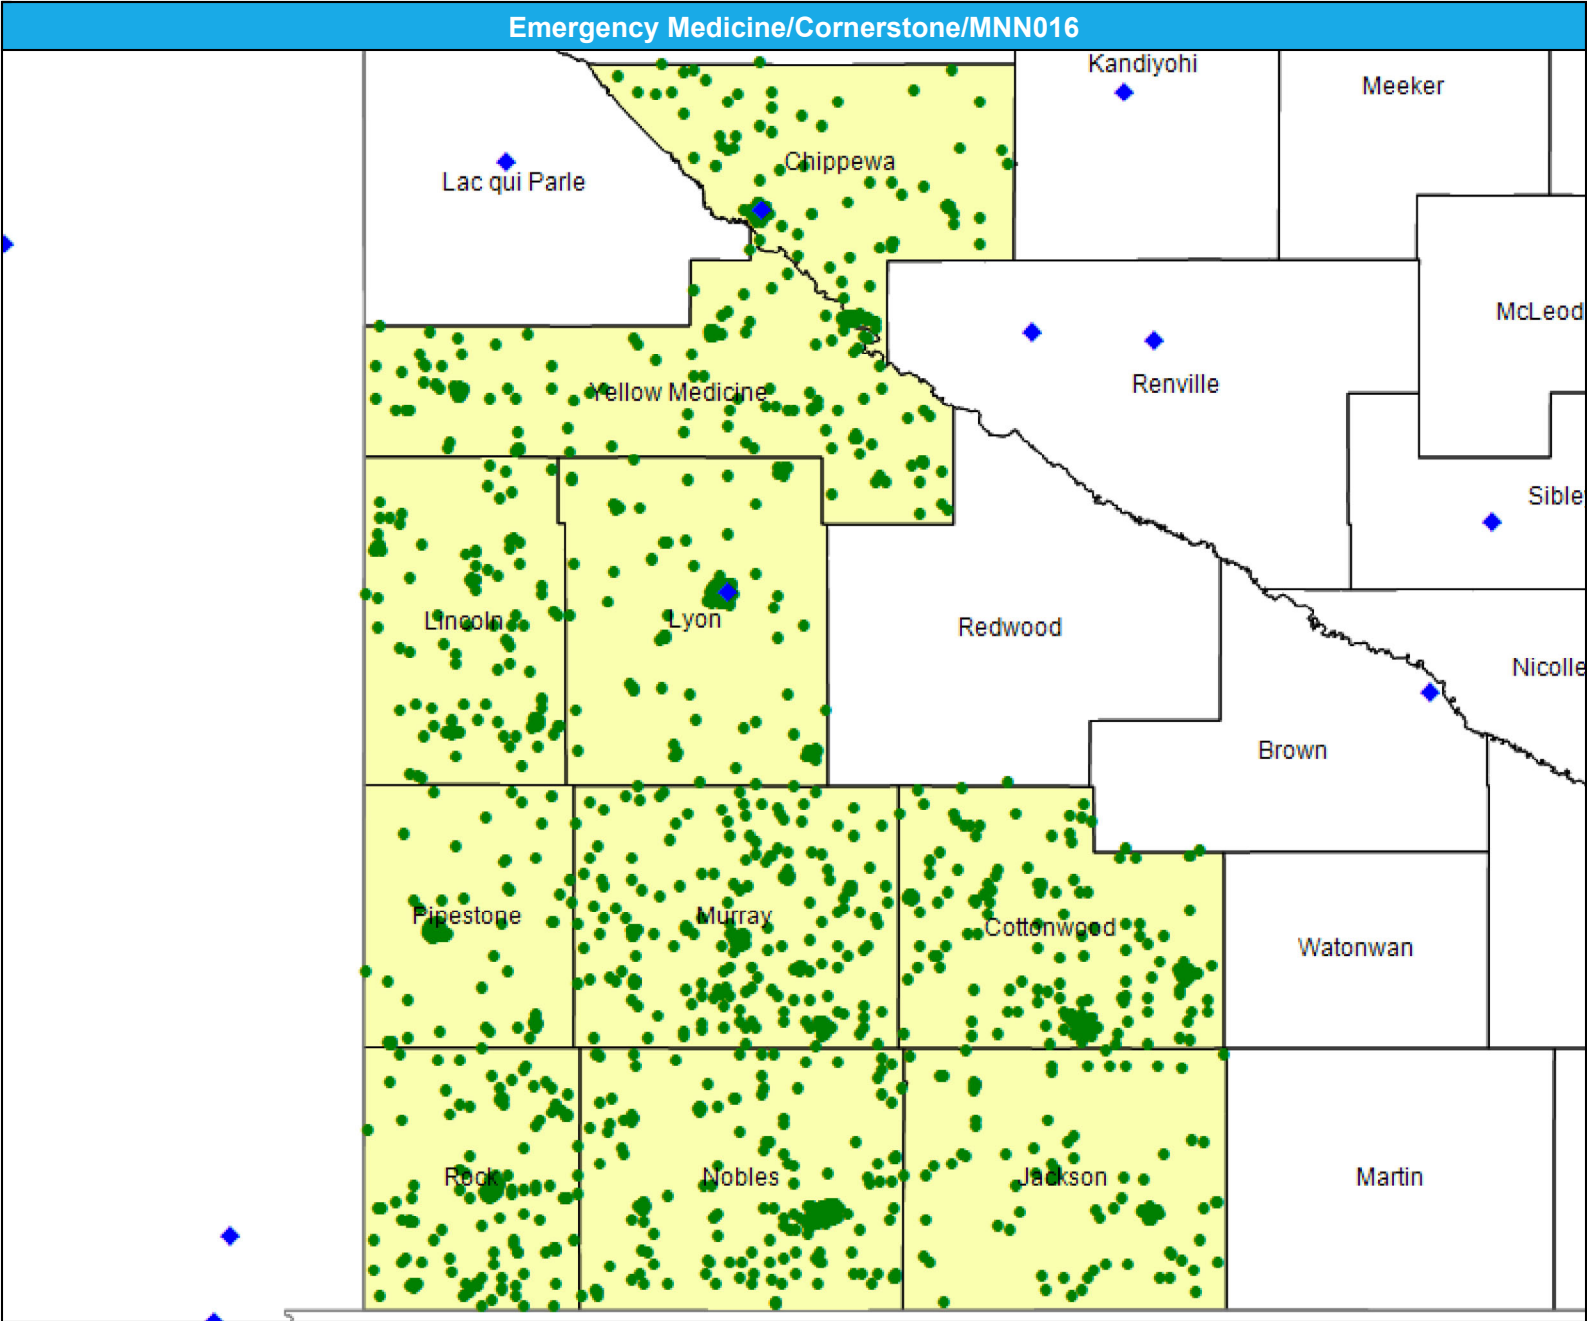 Emergency Medicine/Cornerstone/MNN016
Kandiyohi
Meeker
Chippewa
Lac qui Parle
McLeod
Renville
Yellow Medicine
Sible
Lincoln
Lyon
Redwood
Nicolle
Brown
Pipestone
Murray
Cottonwood
Watonwan
Rock
Nobles
Jackson
Martin